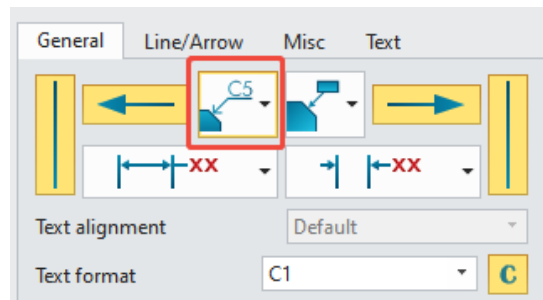 General Line/Arrow Misc Text
C5
XX XX
Text alignment Default
Text format C1 C